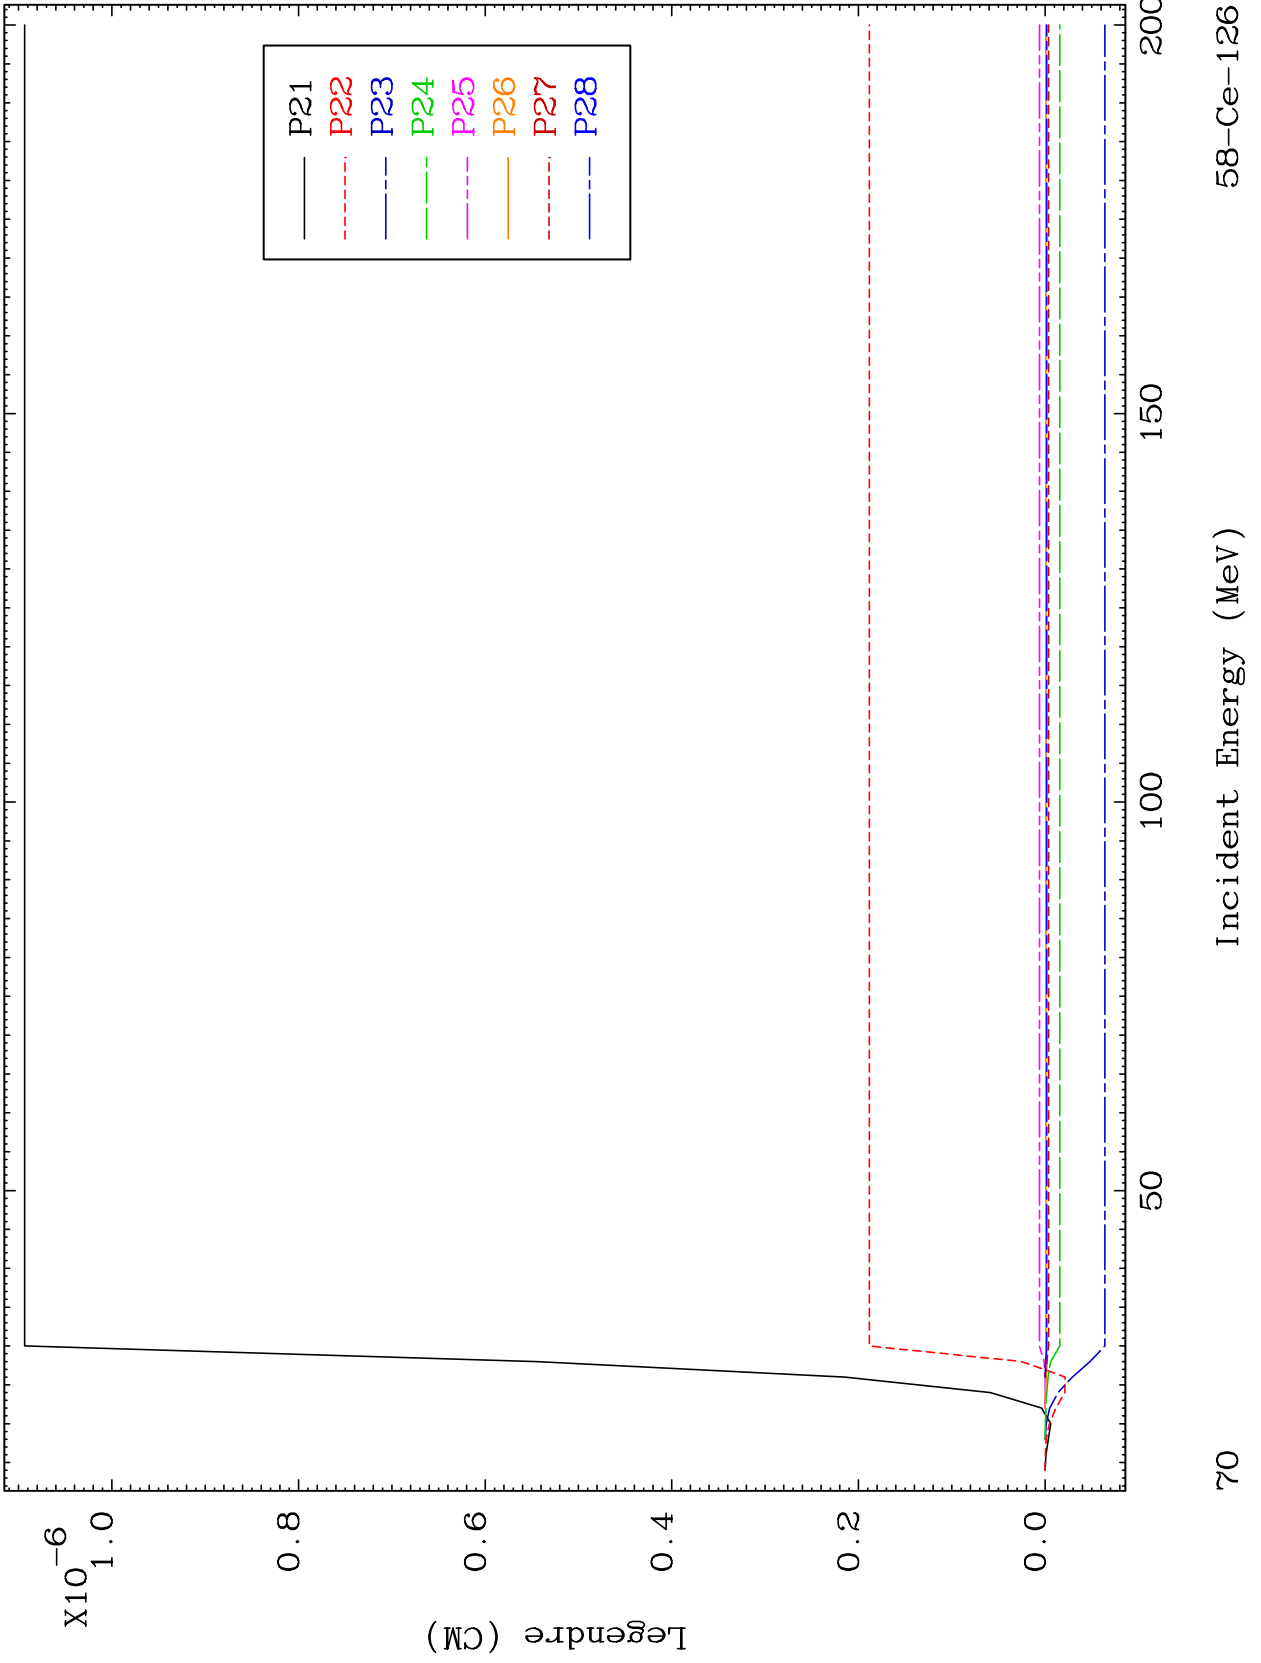 X10-6
1.0
0.8
0.6
0.4
0.2
0.0
Legendre (CM)
P21
P22
P23
P24
P25
P26
P27
P28
50
100
150
200
Incident Energy (MeV)
70
58-Ce-126